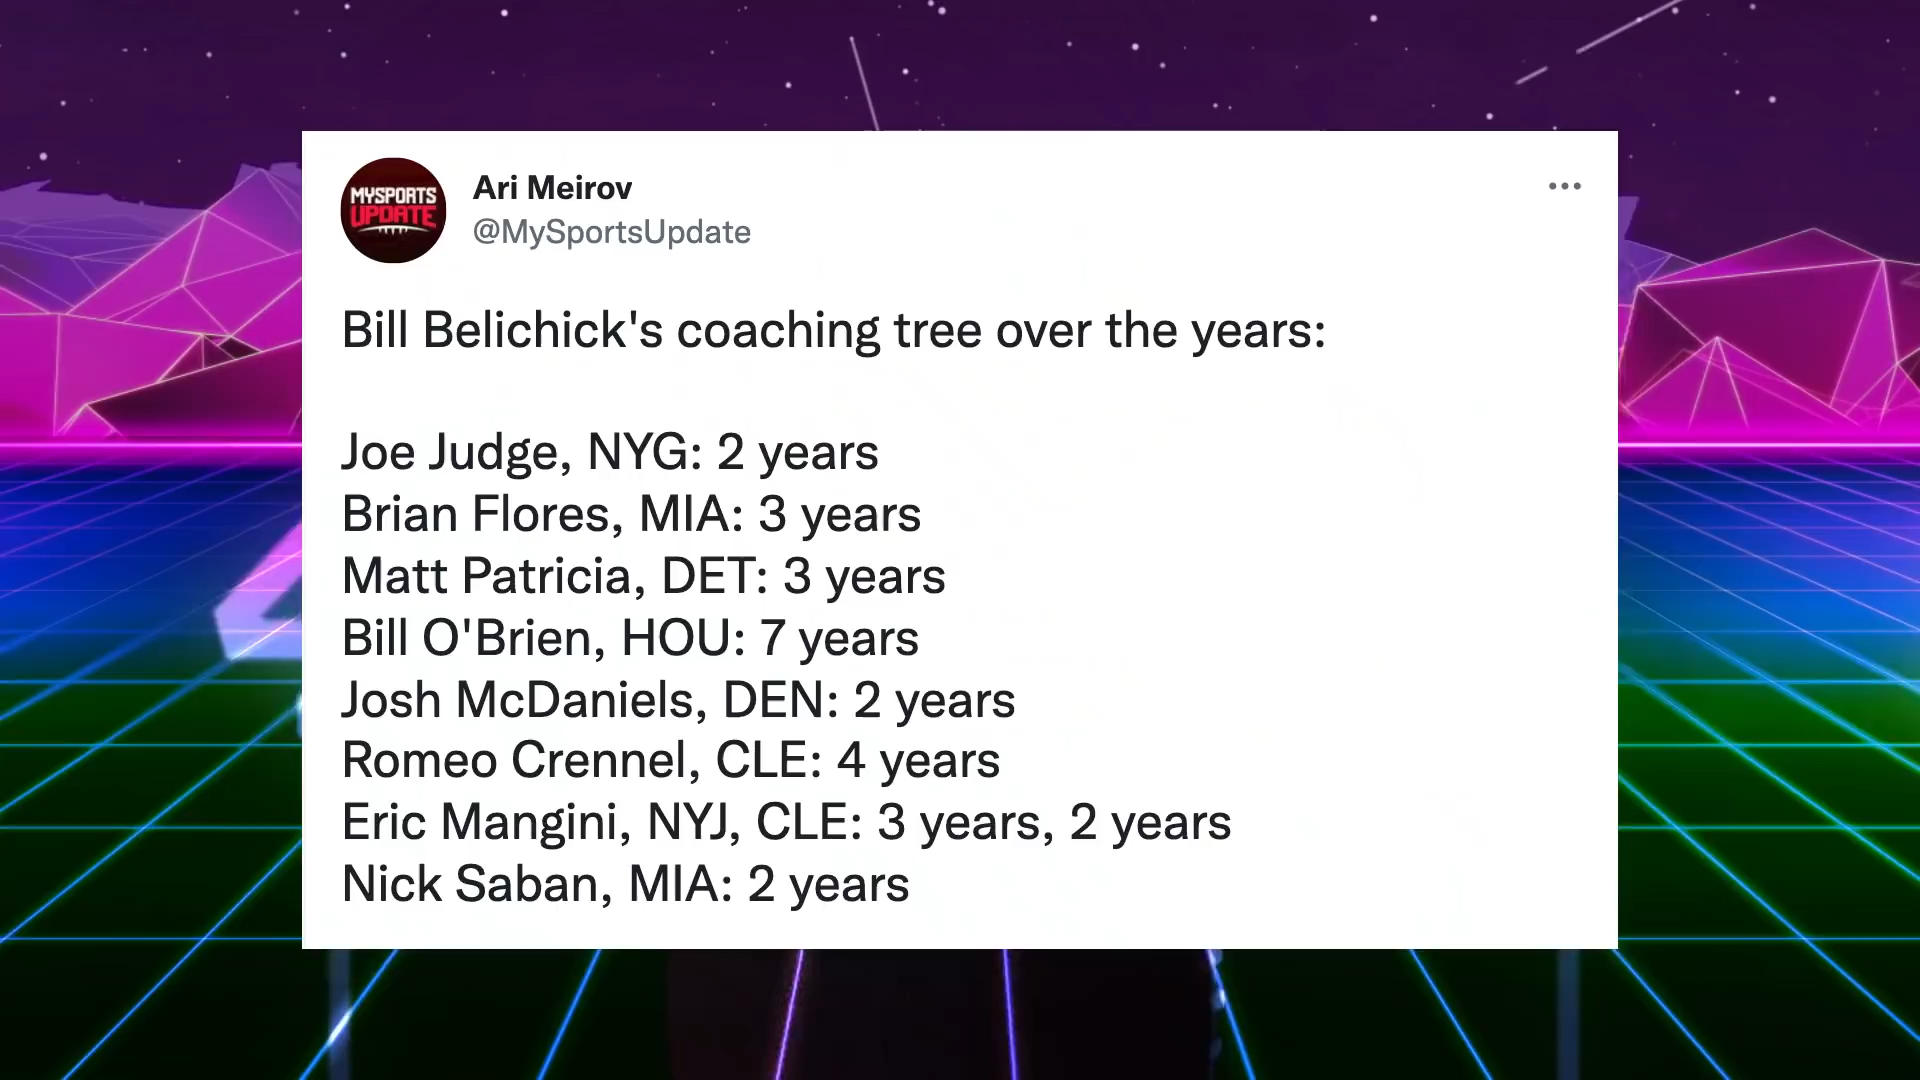 MYSPORTS
UPDATE
Ari Meirov
@MySportsUpdate
Bill Belichick's coaching tree over the years:
Joe Judge, NYG: 2 years
Brian Flores, MIA: 3 years
Matt Patricia, DET: 3 years
Bill O'Brien, HOU: 7 years
Josh McDaniels, DEN: 2 years
Romeo Crennel, CLE: 4 years
Eric Mangini, NYJ, CLE: 3 years, 2 years
Nick Saban, MIA: 2 years